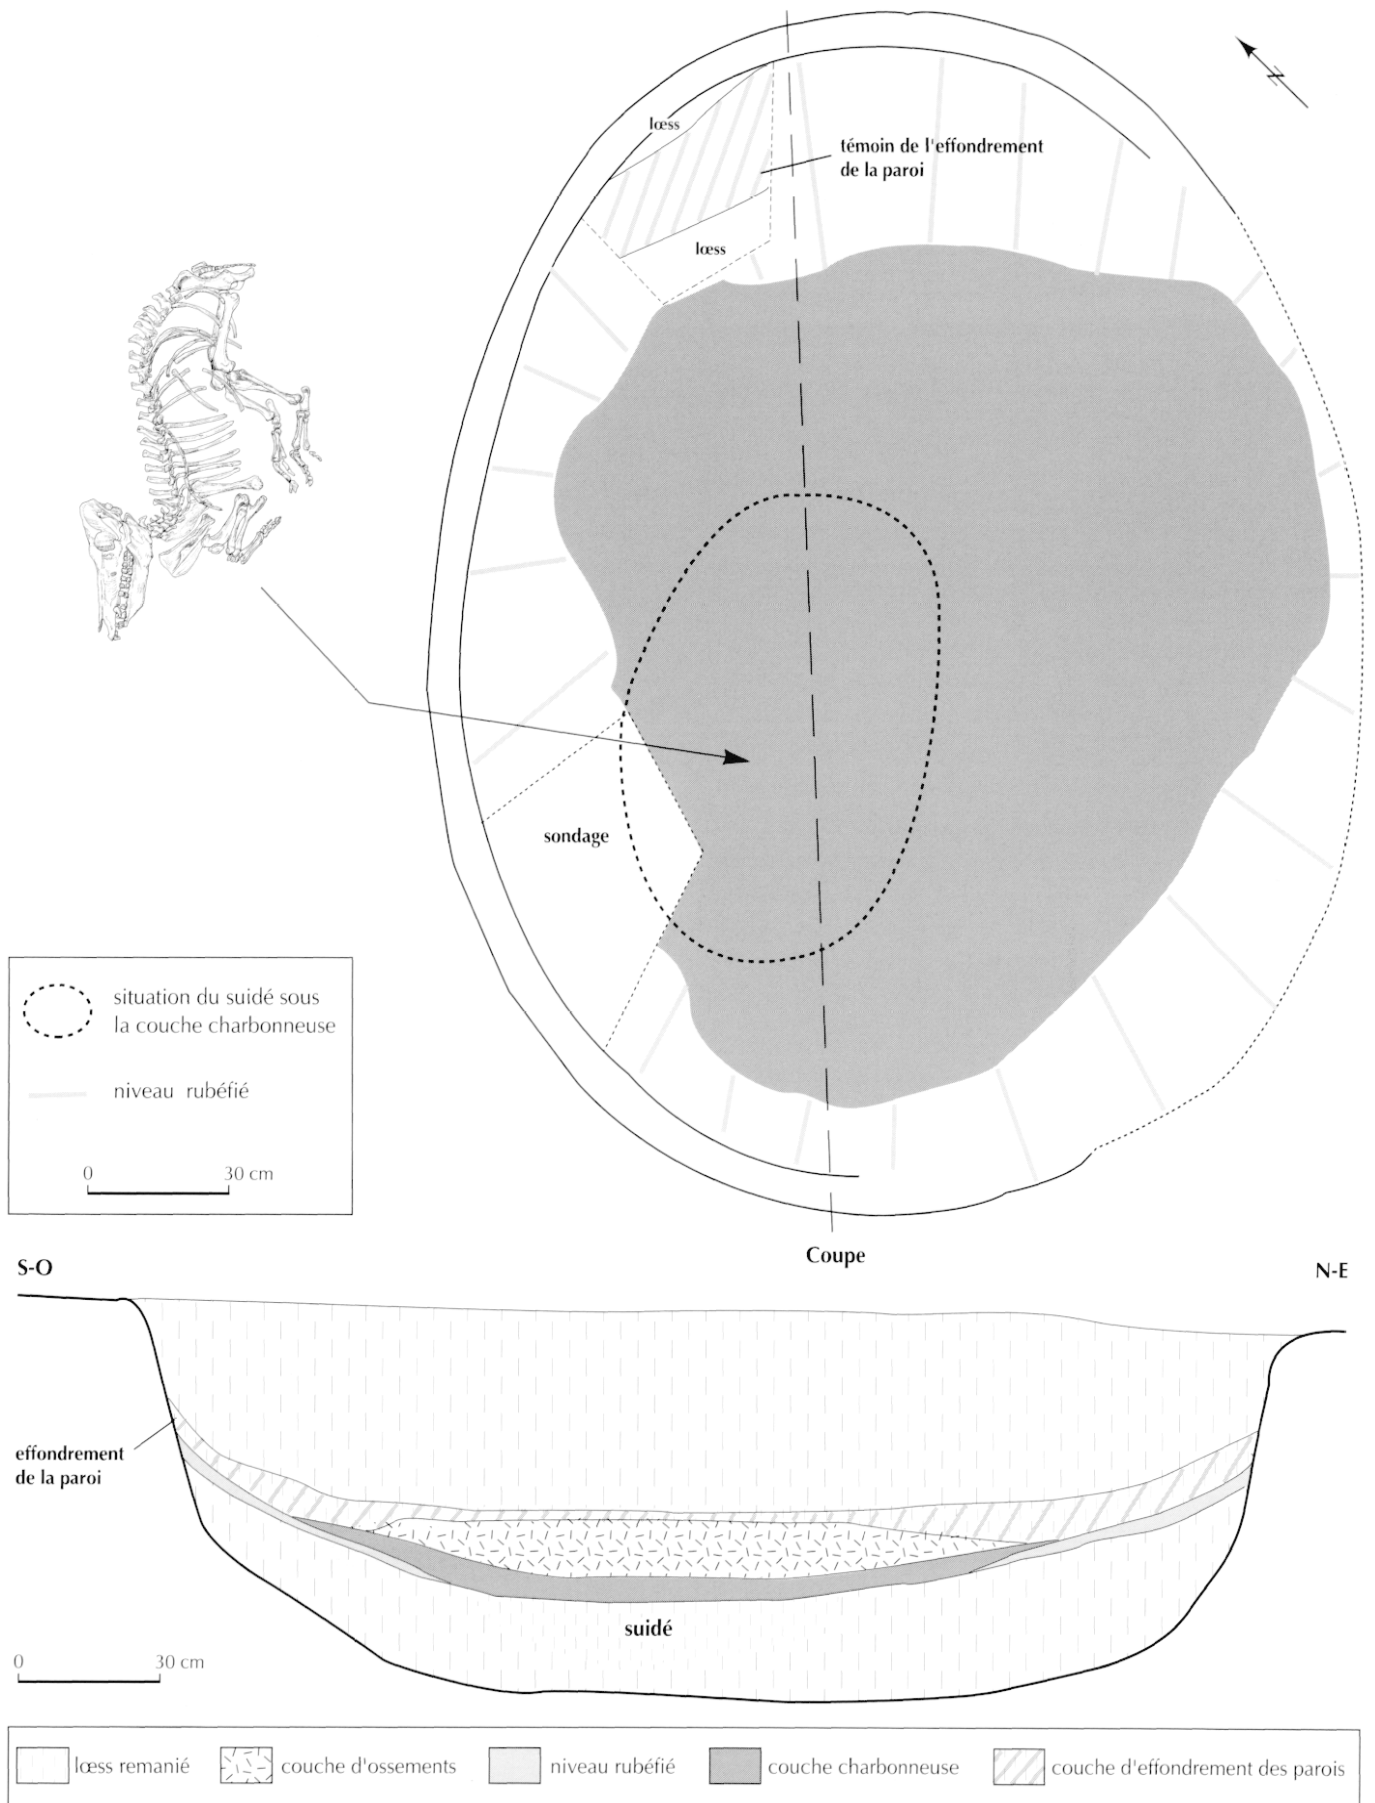 N
lœss
témoin de l'effondrement
de la paroi
lœss
sondage
situation du suidé sous
la couche charbonneuse
niveau rubéfié
0 30 cm
Coupe
S-O
N-E
effondrement
de la paroi
suidé
0 30 cm
lœss remanié
couche d'ossements
niveau rubéfié
couche charbonneuse
couche d'effondrement des parois